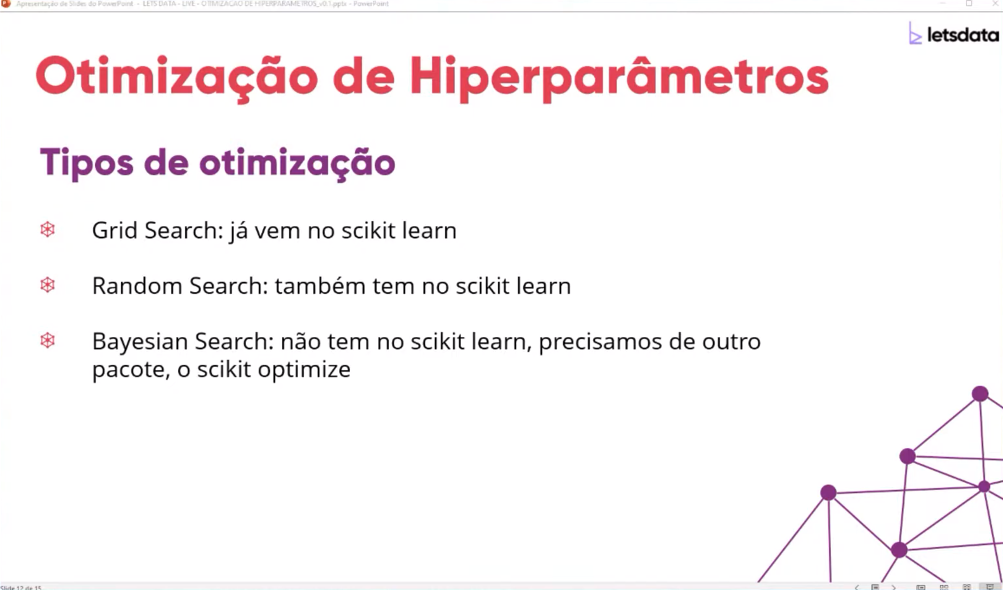 Apresentação de Slides do PowerPoint - LETS DATA - LIVE - OTIMIZAÇÃO DE HIPERPARAMETROS_v0.1.pptx - PowerPoint
letsdata
Otimização de Hiperparâmetros
Tipos de otimização
Grid Search: já vem no scikit learn
Random Search: também tem no scikit learn
Bayesian Search: não tem no scikit learn, precisamos de outro
pacote, o scikit optimize
Slide 12 de 15